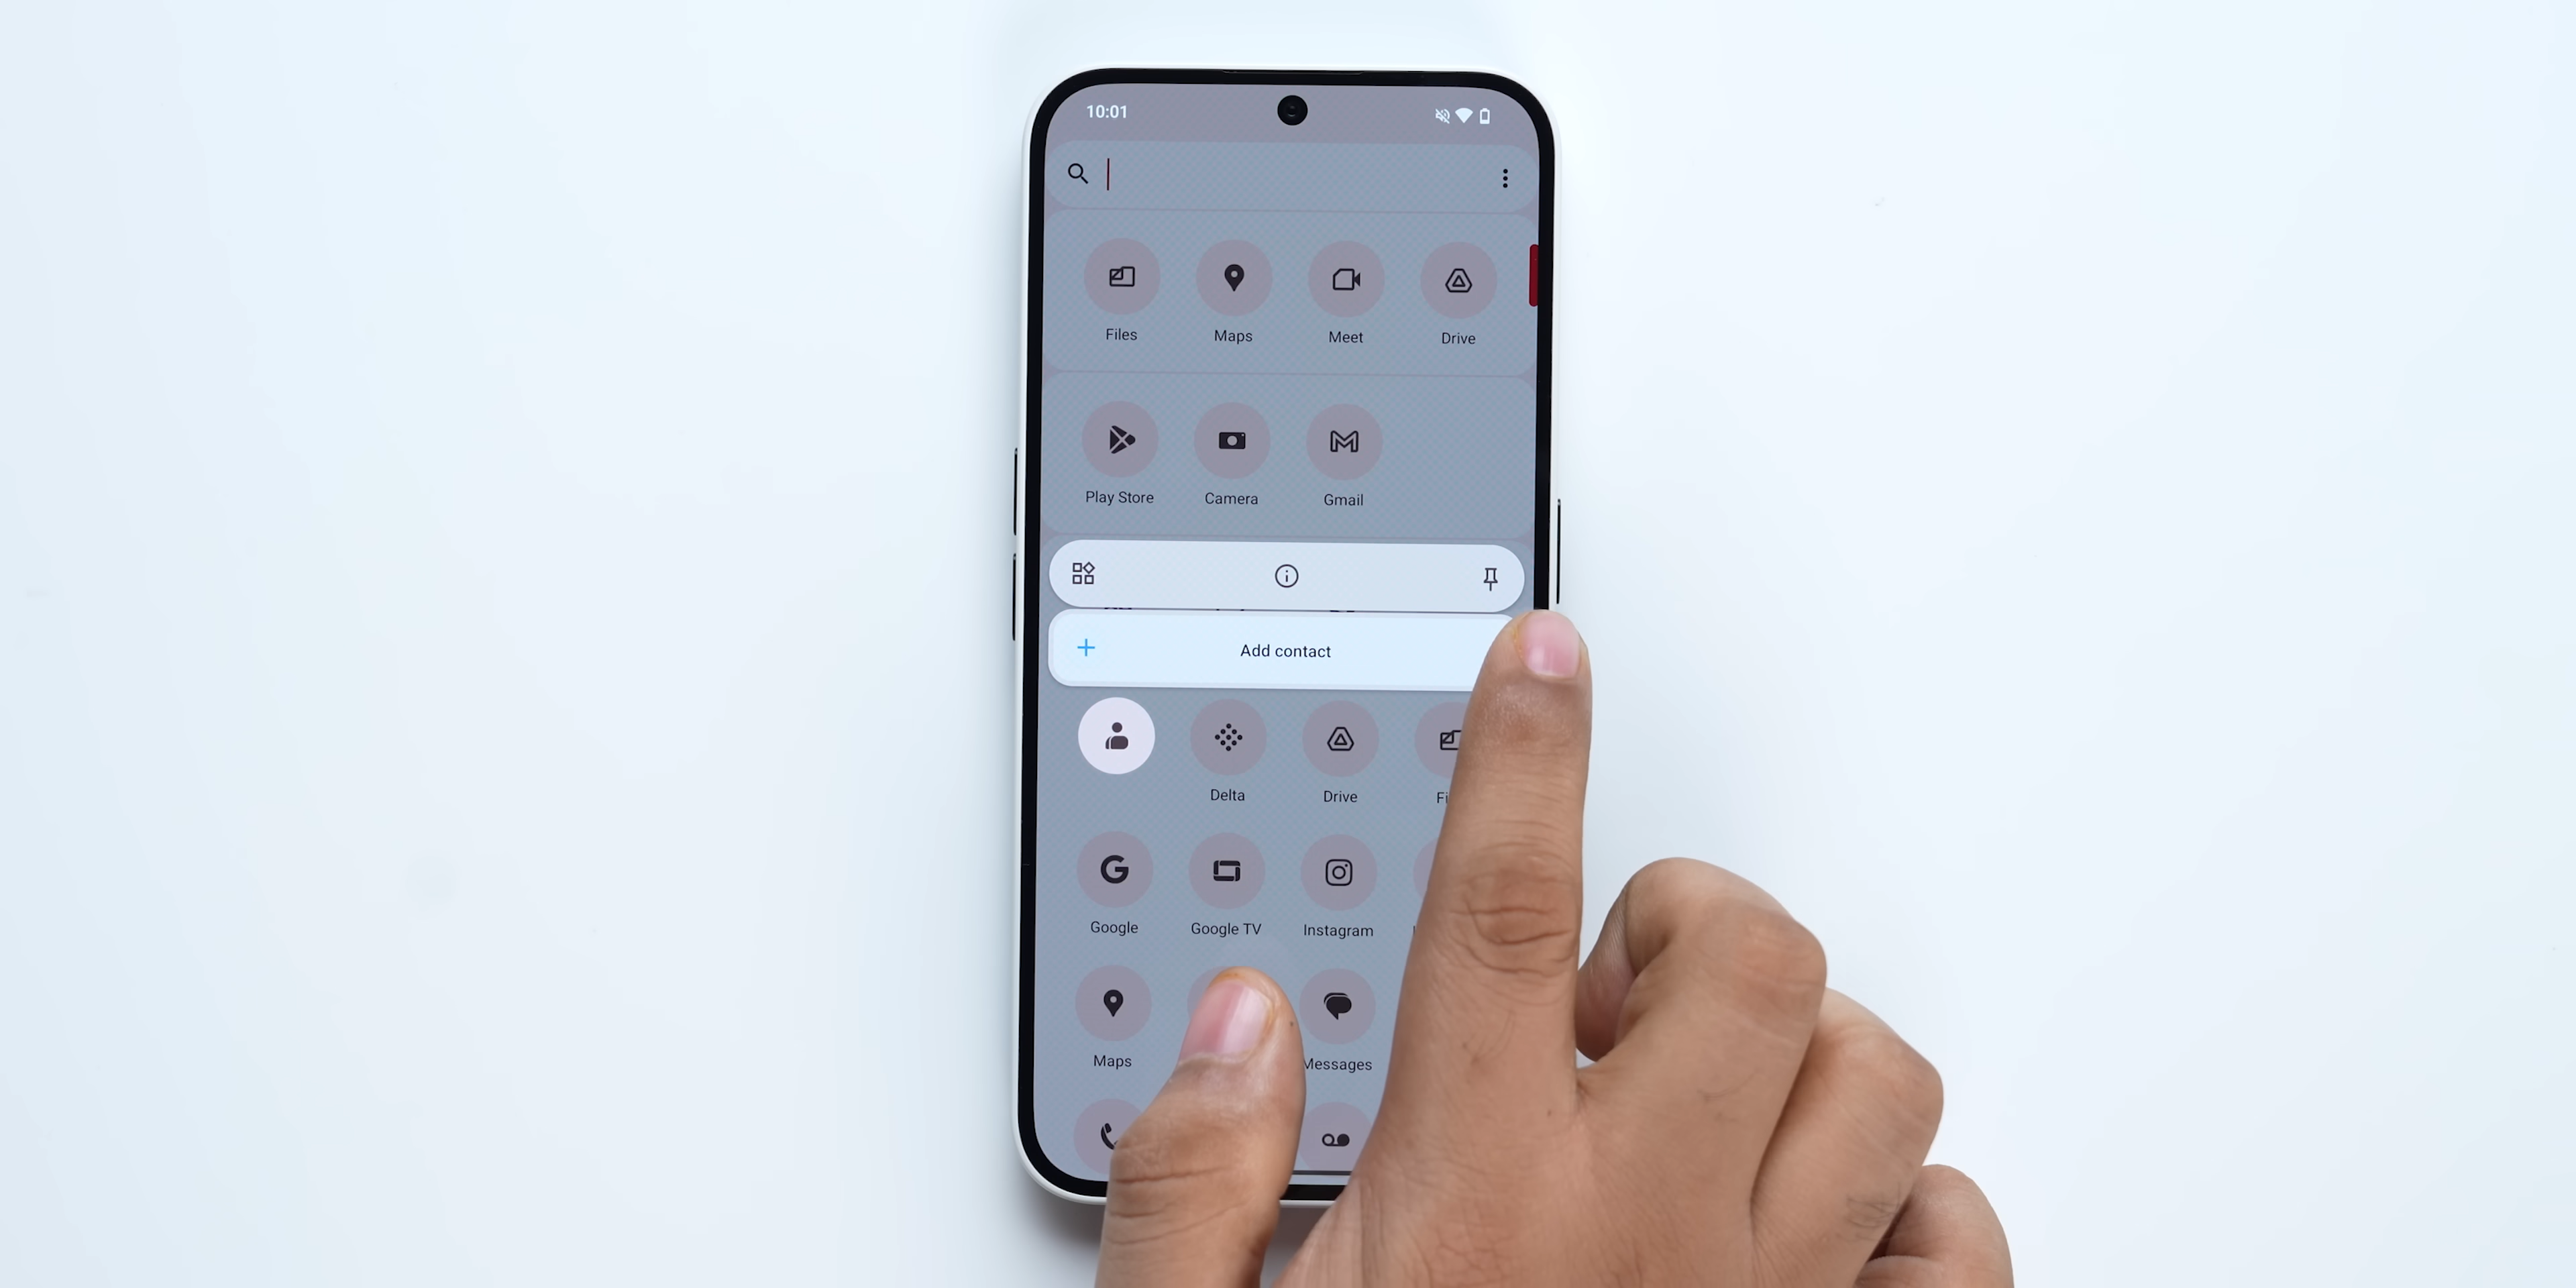 10:01
Files Maps Meet Drive
Play Store Camera Gmail
Add contact
Delta Drive
Google Google TV Instagram
Maps Messages